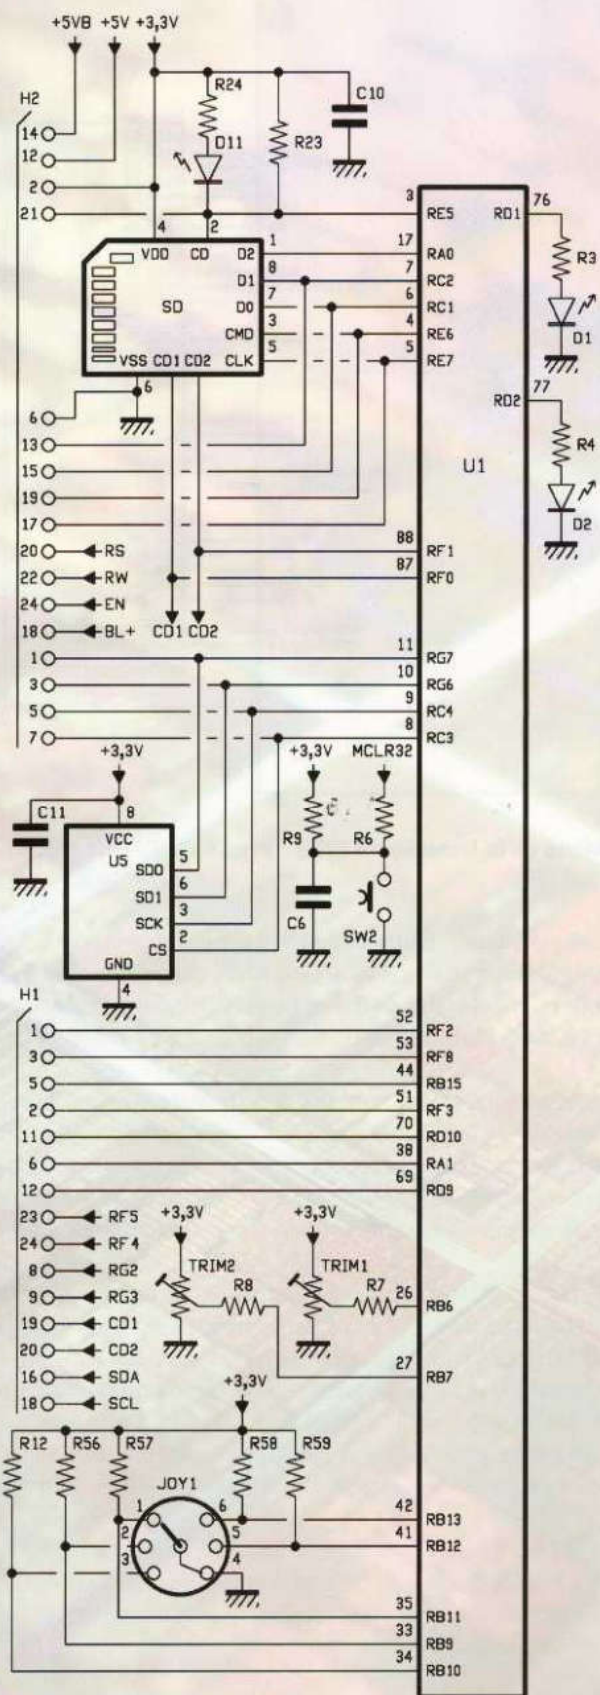 +5VB +5V +3,3V
H2
R24
C10
14
D11
R23
12
2
21
3 RE5
RD1 76
4 2
VDD CD D2 1
17 RA0
R3
D1 8
7 RC2
SD D0 7
6 RC1
CMD 3
4 RE6
D1
VSS CD1 CD2 CLK 5
5 RE7
6
77
RD2
6
13
R4
15
U1
19
17
D2
20 RS
88 RF1
22 RW
87 RF0
24 EN
18 BL+ CD1 CD2
1
11 RG7
3
10 RG6
5
9 RC4
7
8 RC3
+3,3V
+3,3V MCLR32
C11
8
VCC
R9 R6
U5
SDO 5
SD1 6
SCK 3
C6
CS 2
SW2
GND
4
H1
1
52 RF2
3
53 RF8
5
44 RB15
2
51 RF3
11
70 RD10
6
38 RA1
12
69 RD9
23 RF5
+3,3V
+3,3V
24 RF4
8 RG2
TRIM2
TRIM1
R8
R7
9 RG3
26 RB6
19 CD1
20 CD2
27 RB7
16 SDA
+3,3V
18 SCL
R12 R56 R57 R58 R59
JOY1
1 6
42 RB13
2 5
41 RB12
3 4
35 RB11
33 RB9
34 RB10